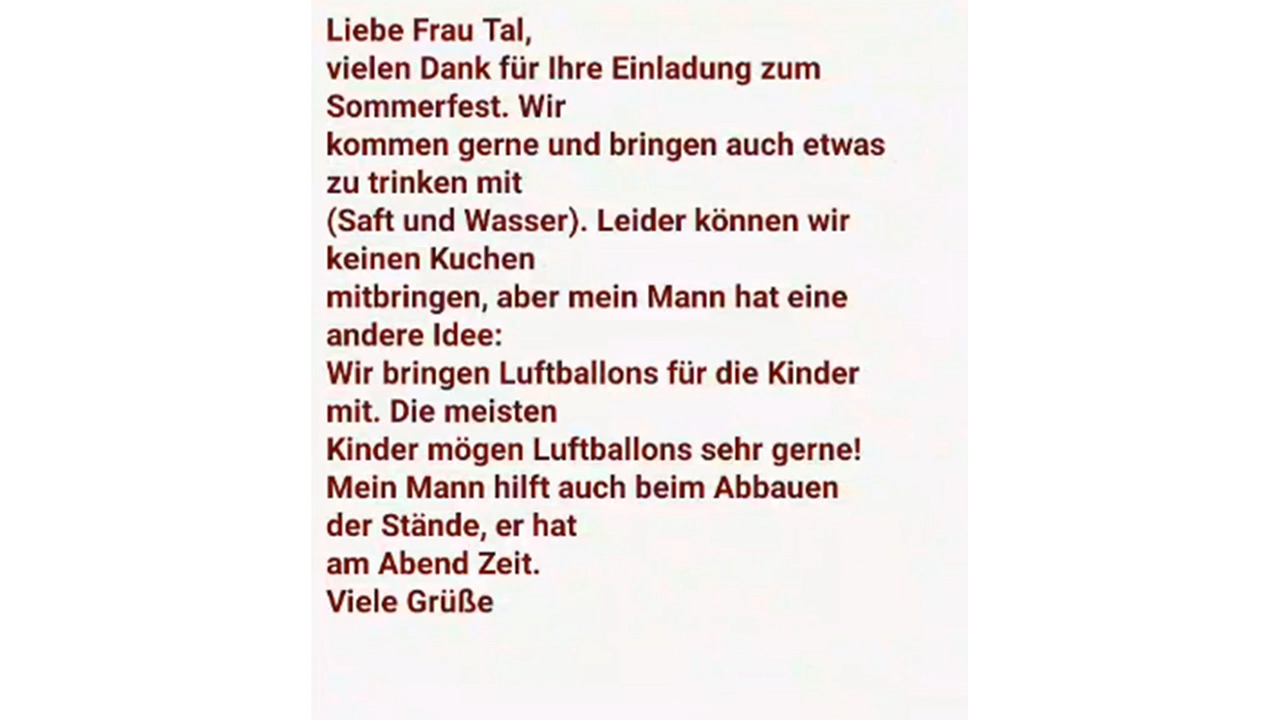 Liebe Frau Tal,
vielen Dank für Ihre Einladung zum
Sommerfest. Wir
kommen gerne und bringen auch etwas
zu trinken mit
(Saft und Wasser). Leider können wir
keinen Kuchen
mitbringen, aber mein Mann hat eine
andere Idee:
Wir bringen Luftballons für die Kinder
mit. Die meisten
Kinder mögen Luftballons sehr gerne!
Mein Mann hilft auch beim Abbauen
der Stände, er hat
am Abend Zeit.
Viele Grüße